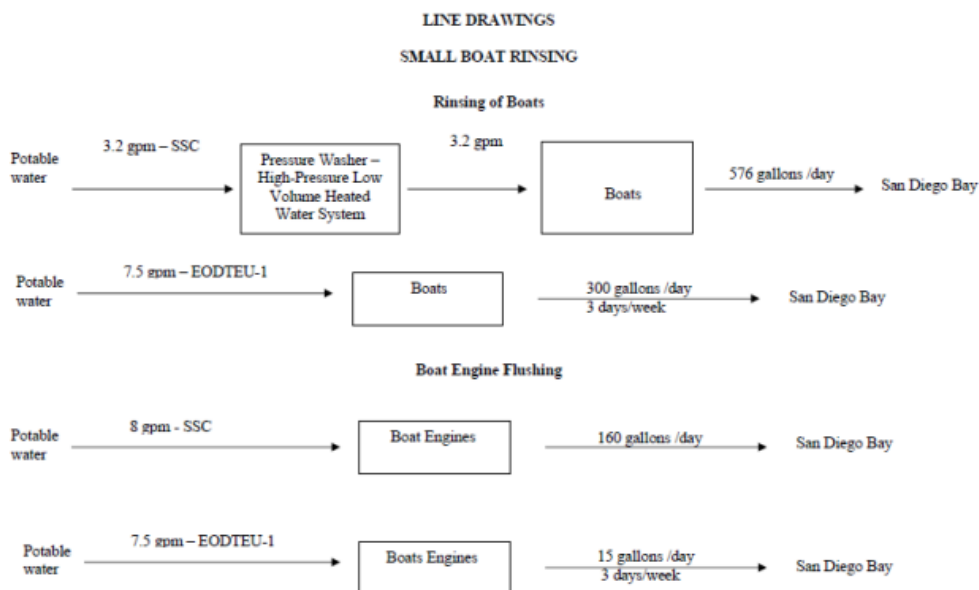 LINE DRAWINGS
SMALL BOAT RINSING
Rinsing of Boats
Potable
water
3.2 gpm – SSC
Pressure Washer –
High-Pressure Low
Volume Heated
Water System
3.2 gpm
Boats
576 gallons /day
San Diego Bay
Potable
water
7.5 gpm – EODTEU-1
Boats
300 gallons /day
3 days/week
San Diego Bay
Boat Engine Flushing
Potable
water
8 gpm - SSC
Boat Engines
160 gallons /day
San Diego Bay
Potable
water
7.5 gpm – EODTEU-1
Boats Engines
15 gallons /day
3 days/week
San Diego Bay